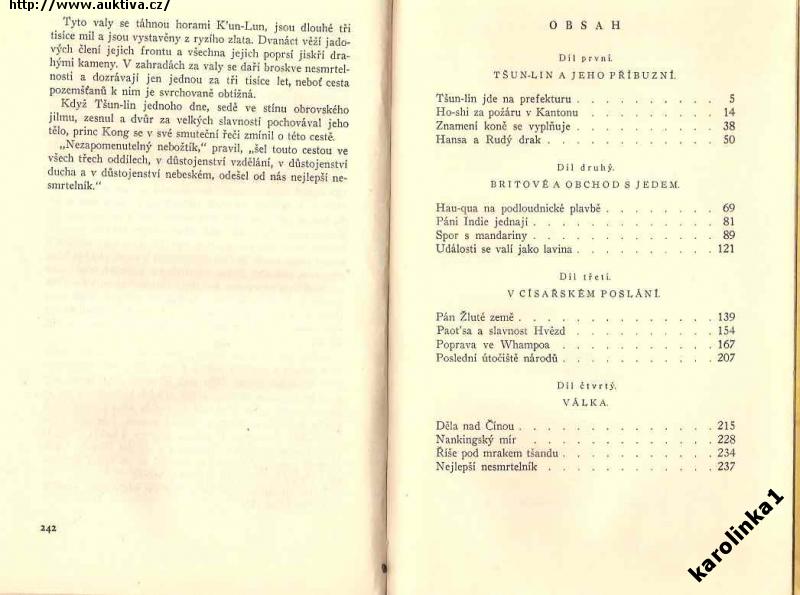 http://www.auktiva.cz/
Tyto valy se táhnou horami K'un-Lun, jsou dlouhé tři
tisíce mil a jsou vystavěny z ryzího zlata. Dvanáct věží jado-
vých člení jejich frontu a všechna jejich poprsí jiskří dra-
hými kameny. V zahradách za valy se daří broskve nesmrtel-
nosti a dozrávají jen jednou za tři tisíce let, neboť cesta
pozemšťanů k nim je svrchovaně obtížná.
Když Tšun-lin jednoho dne, sedě ve stínu obrovského
jilmu, zesnul a dvůr za velkých slavností pochovával jeho
tělo, princ Kong se v své smuteční řeči zmínil o této cestě.
„Nezapomenutelný nebožtík,“ pravil, „šel touto cestou ve
všech třech oddílech, v důstojenství vzdělání, v důstojenství
ducha a v důstojenství nebeském, odešel od nás nejlepší ne-
smrtelník.“
242
OBSAH
Díl první.
TŠUN-LIN A JEHO PŘÍBUZNÍ.
Tšun-lin jde na prefekturu . . . . . . . . . . 5
Ho-shi za požáru v Kantonu . . . . . . . . . 14
Znamení koně se vyplňuje . . . . . . . . . . 38
Hansa a Rudý drak . . . . . . . . . . . . 50
Díl druhý.
BRITOVÉ A OBCHOD S JEDEM.
Hau-qua na podloudnické plavbě . . . . . . . . 69
Páni Indie jednají . . . . . . . . . . . . . 81
Spor s mandariny . . . . . . . . . . . . . 89
Události se valí jako lavina . . . . . . . . . . 121
Díl třetí.
V CÍSAŘSKÉM POSLÁNÍ.
Pán Žluté země . . . . . . . . . . . . . . 139
Paot'sa a slavnost Hvězd . . . . . . . . . . . 154
Poprava ve Whampoa . . . . . . . . . . . . 167
Poslední útočiště národů . . . . . . . . . . . 207
Díl čtvrtý.
VÁLKA.
Děla nad Čínou . . . . . . . . . . . . . . 215
Nankingský mír . . . . . . . . . . . . . 228
Říše pod mrakem tšandu . . . . . . . . . . . 234
Nejlepší nesmrtelník . . . . . . . . . . . . 237
karolinka1